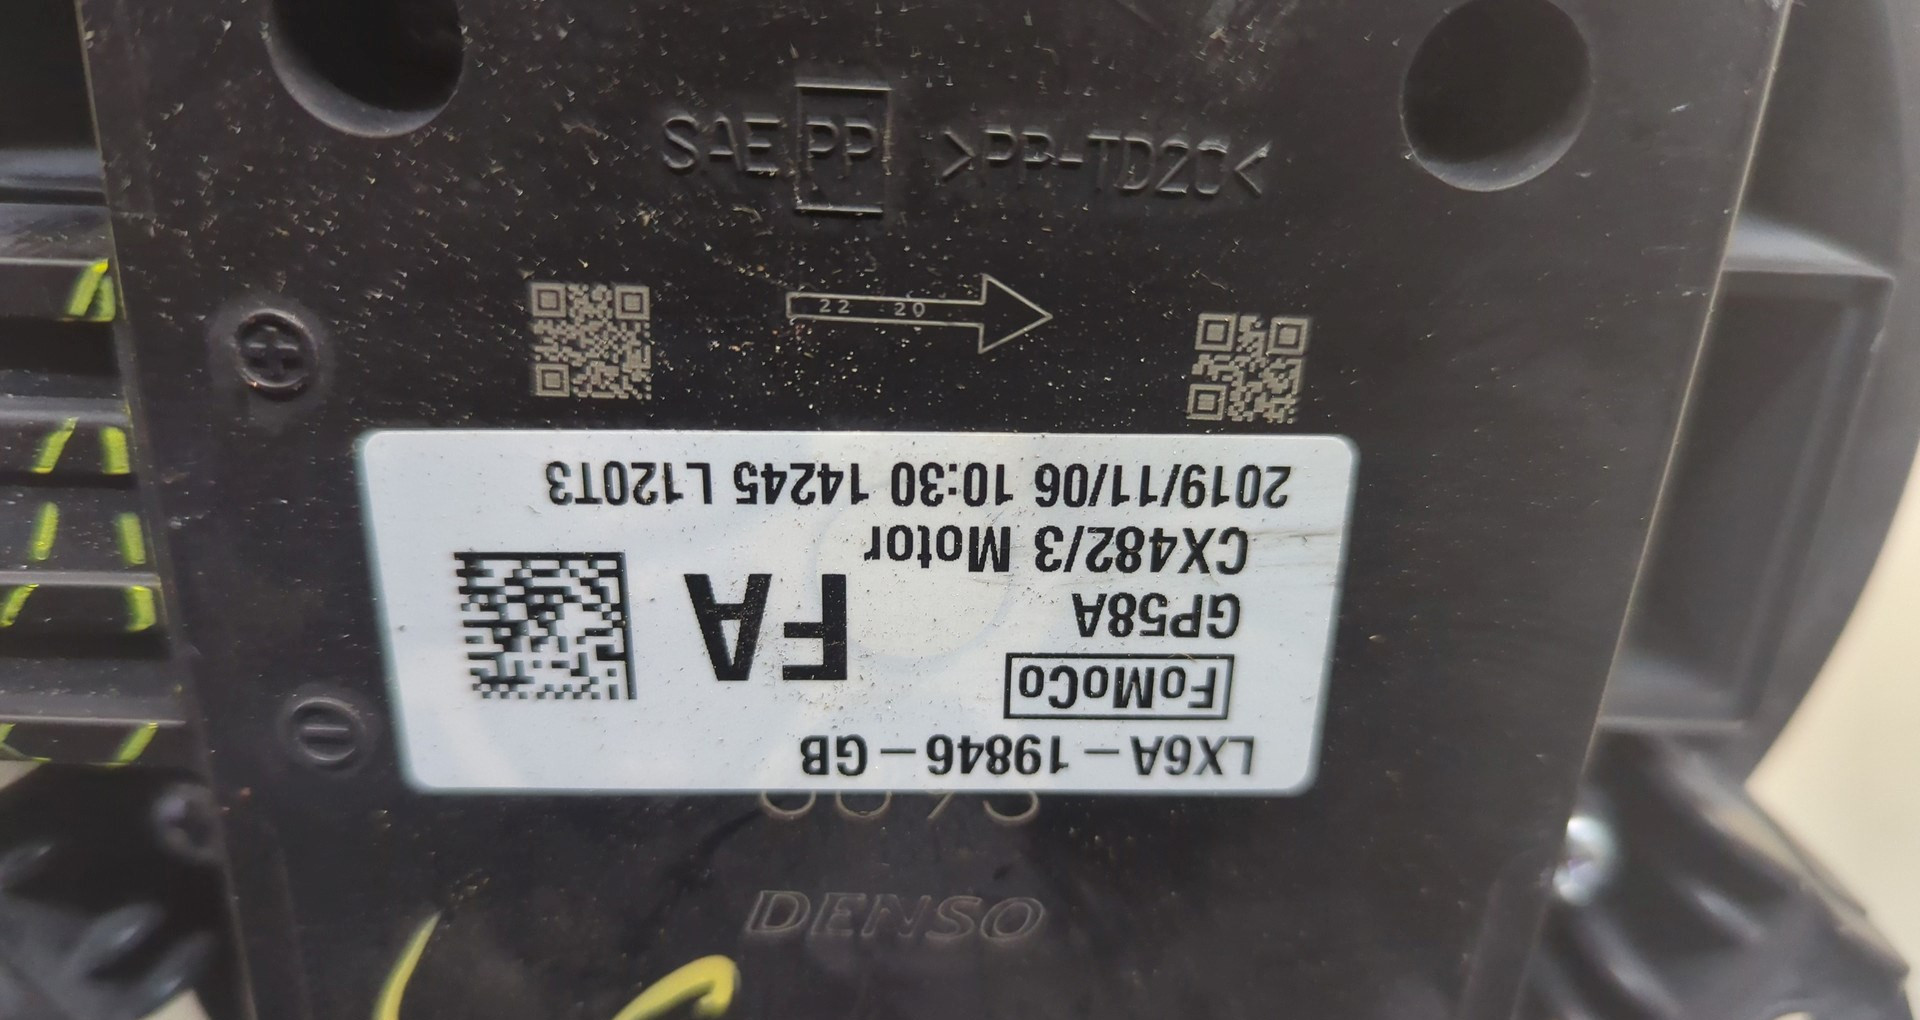 SAE PP >PP-TD20<
22 20
LX6A-19846-GB
FoMoCo
GP58A
FA
CX482/3 Motor
2019/11/06 10:30 14245 L120T3
DENSO